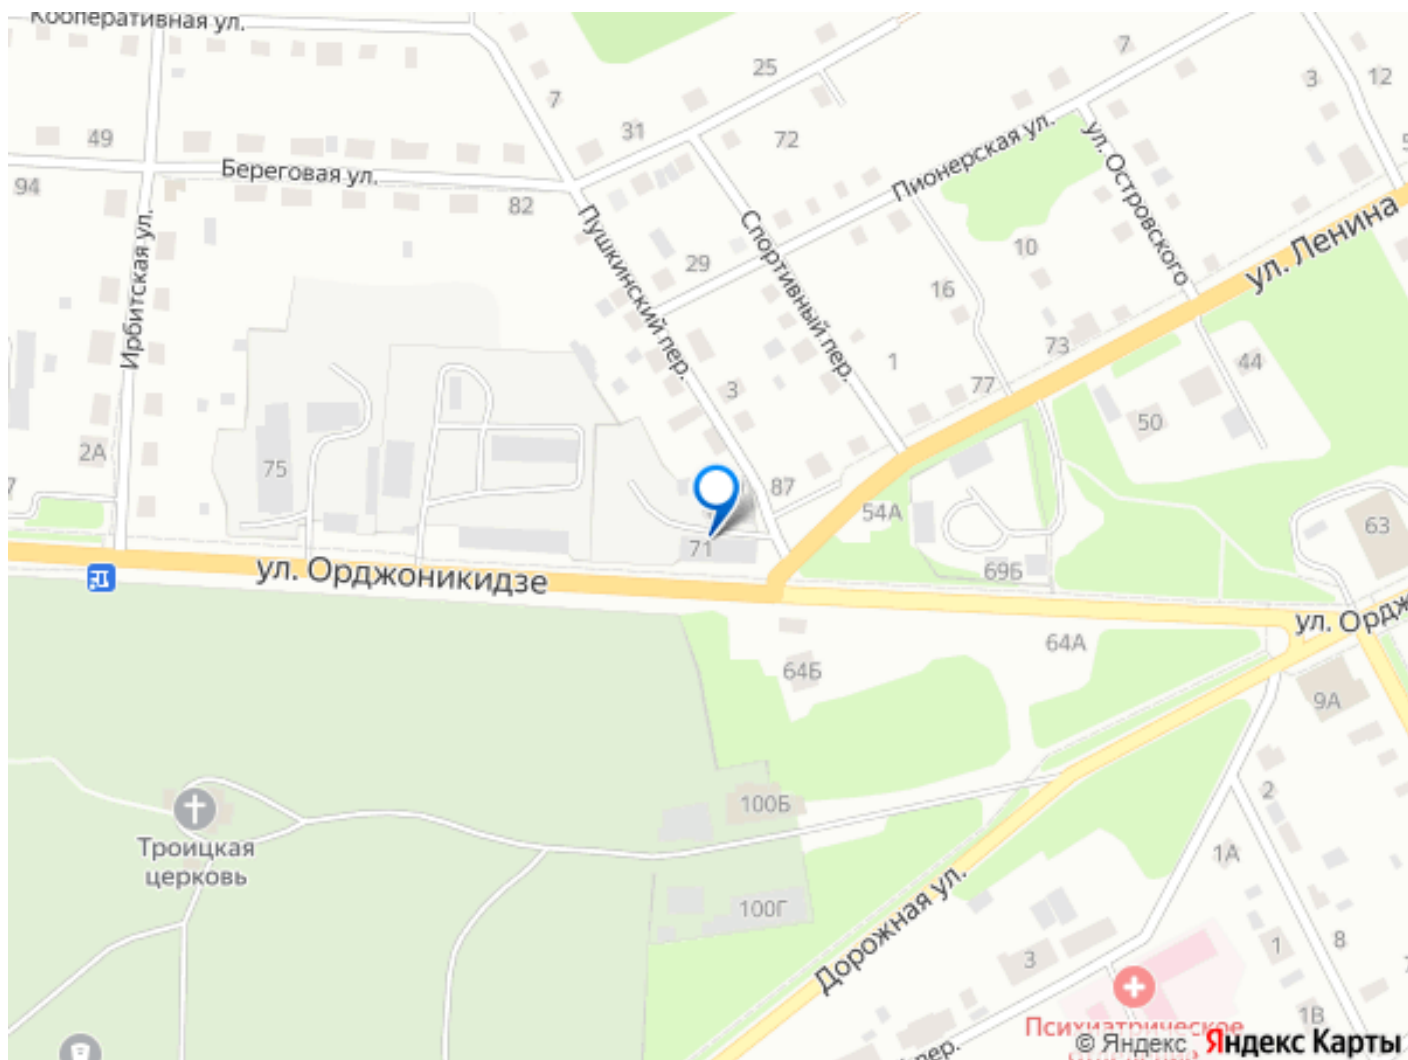 Кооперативная ул.
7
25
7
3
12
49
31
72
Пионерская ул.
ул. Островского
94
Береговая ул.
82
Ирбитская ул.
Пушкинский пер.
Спортивный пер.
29
10
16
ул. Ленина
73
1
77
44
3
50
2А
75
87
54А
63
71
69Б
ул. Орджоникидзе
64А
64Б
9А
100Б
2
Троицкая
церковь
1А
100Г
Дорожная ул.
3
1
8
Психиатрическое
1В
пер.
© Яндекс
Яндекс Карты